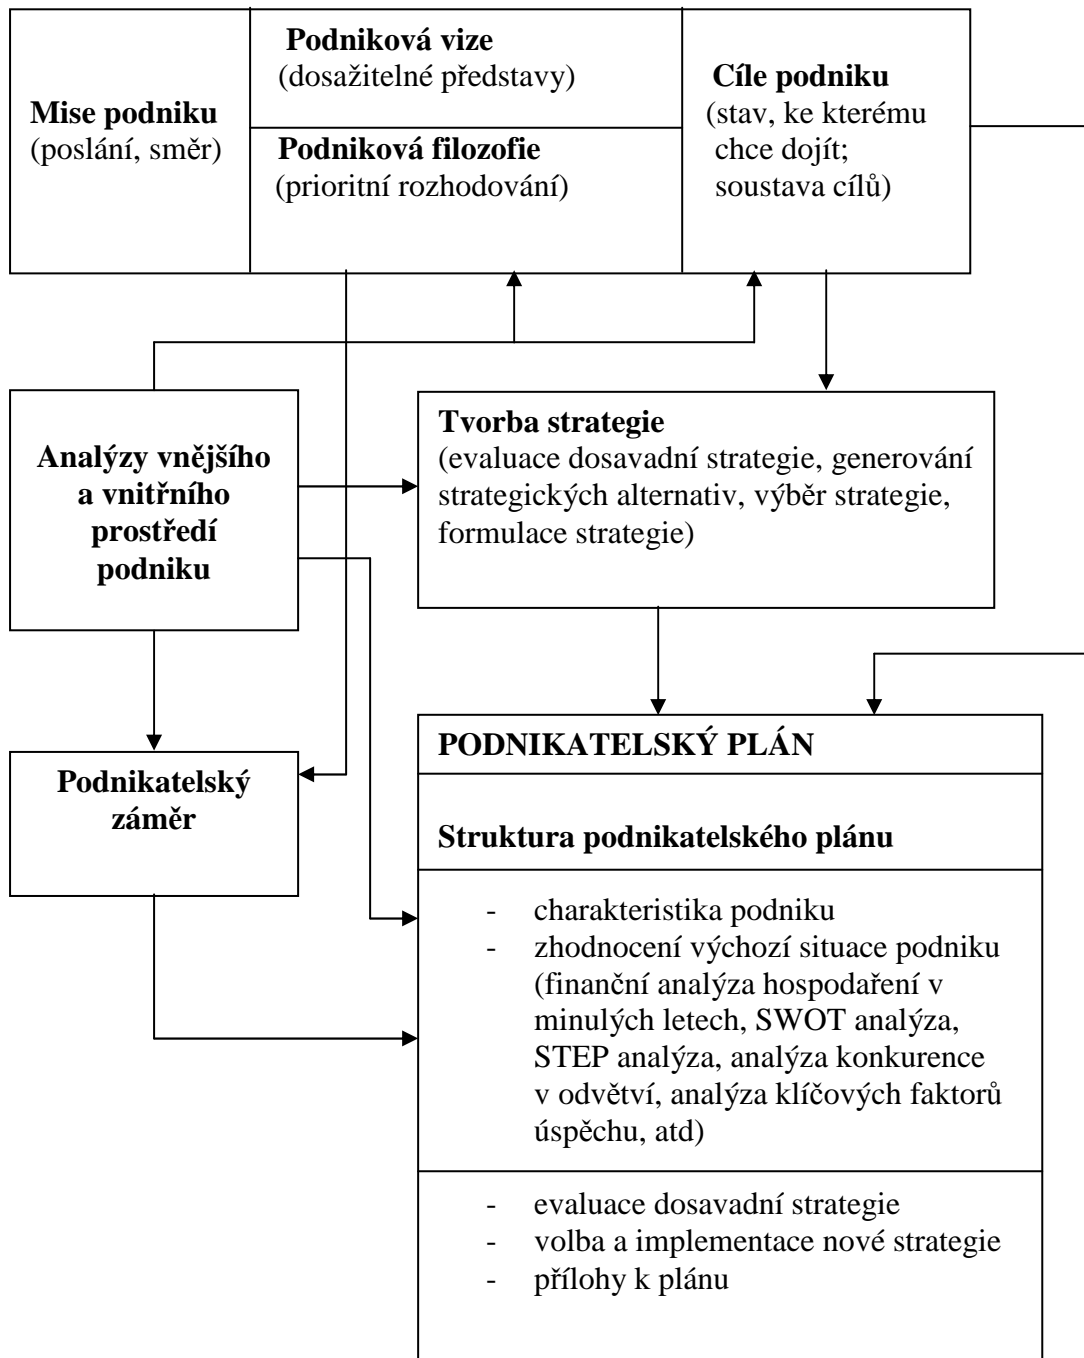 Mise podniku
(poslání, směr)
Podniková vize
(dosažitelné představy)
Podniková filozofie
(prioritní rozhodování)
Cíle podniku
(stav, ke kterému
chce dojít;
soustava cílů)
Analýzy vnějšího
a vnitřního
prostředí
podniku
Tvorba strategie
(evaluace dosavadní strategie, generování
strategických alternativ, výběr strategie,
formulace strategie)
Podnikatelský
záměr
PODNIKATELSKÝ PLÁN
Struktura podnikatelského plánu
- charakteristika podniku
- zhodnocení výchozí situace podniku
(finanční analýza hospodaření v
minulých letech, SWOT analýza,
STEP analýza, analýza konkurence
v odvětví, analýza klíčových faktorů
úspěchu, atd)
- evaluace dosavadní strategie
- volba a implementace nové strategie
- přílohy k plánu